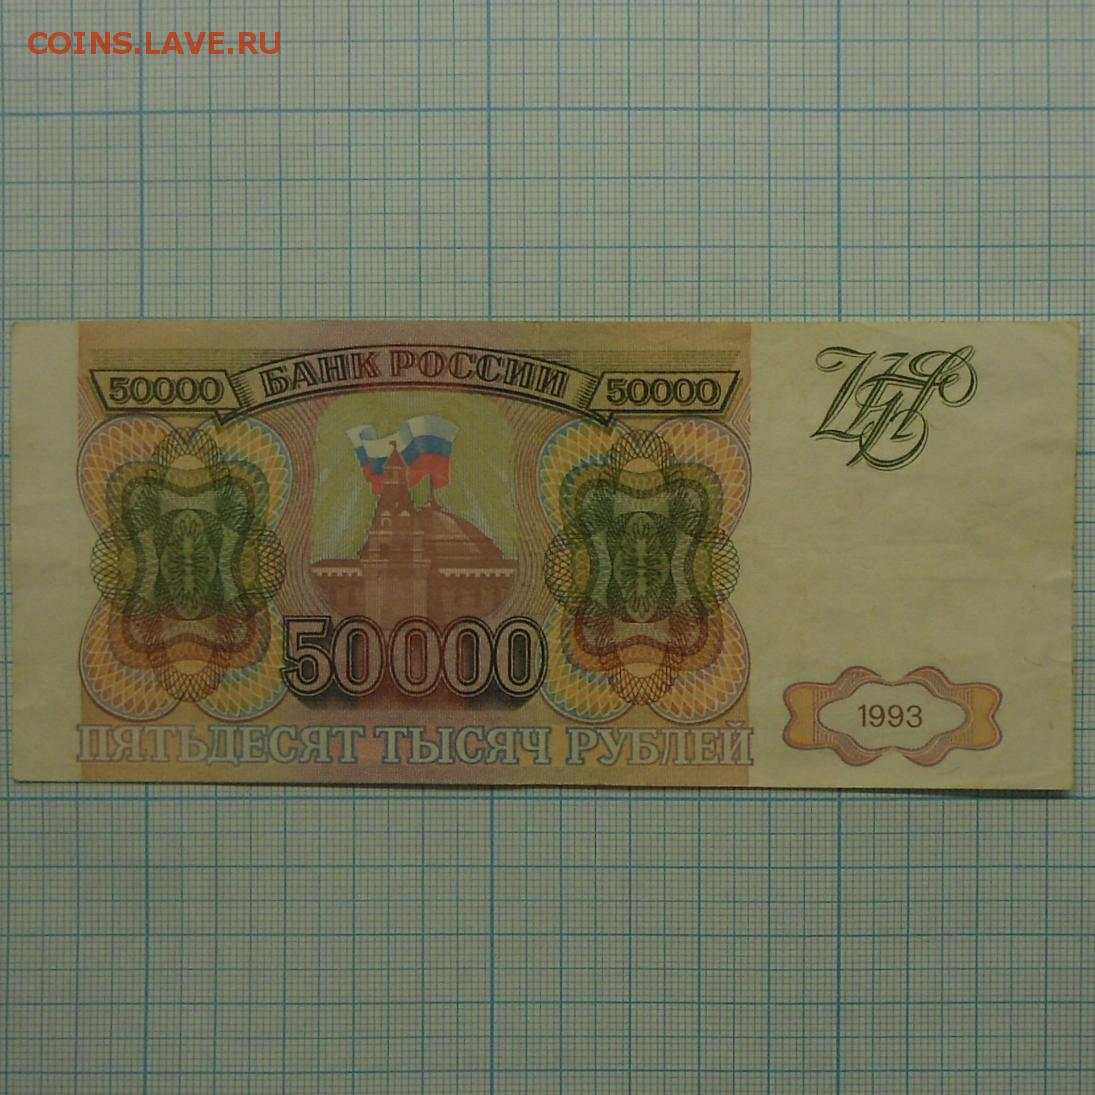 COINS.LAVE.RU
БАНК РОССИИ
50000 50000
50000
ПЯТЬДЕСЯТ ТЫСЯЧ РУБЛЕЙ
1993